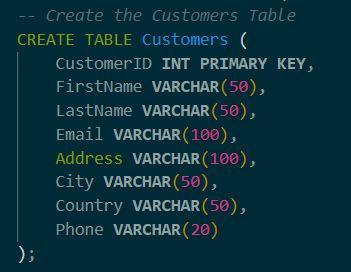 -- Create the Customers Table
CREATE TABLE Customers (
    CustomerID INT PRIMARY KEY,
    FirstName VARCHAR(50),
    LastName VARCHAR(50),
    Email VARCHAR(100),
    Address VARCHAR(100),
    City VARCHAR(50),
    Country VARCHAR(50),
    Phone VARCHAR(20)
);